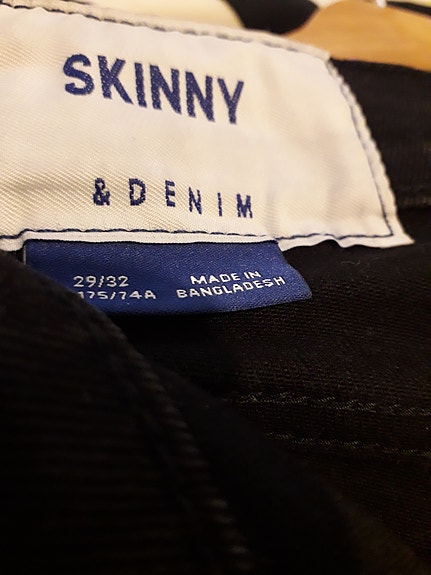 SKINNY
& DENIM
29/32
175/74A
MADE IN
BANGLADESH